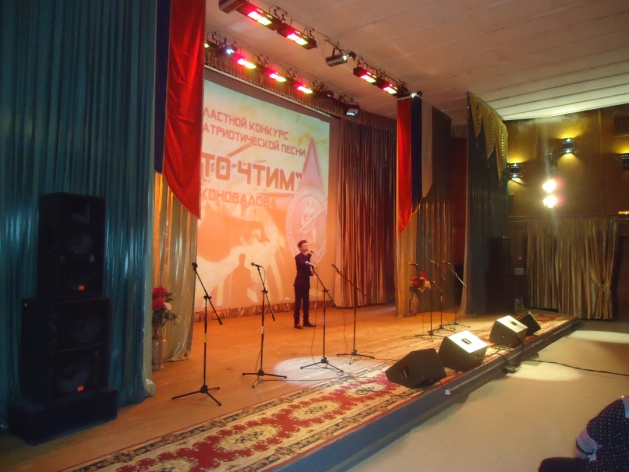 ЛАСТНОЙ КОНКУРС
АТРИОТИЧЕСКОЙ ПЕСНИ
ТО ЧТИМ"
КОНОВАЛОВА